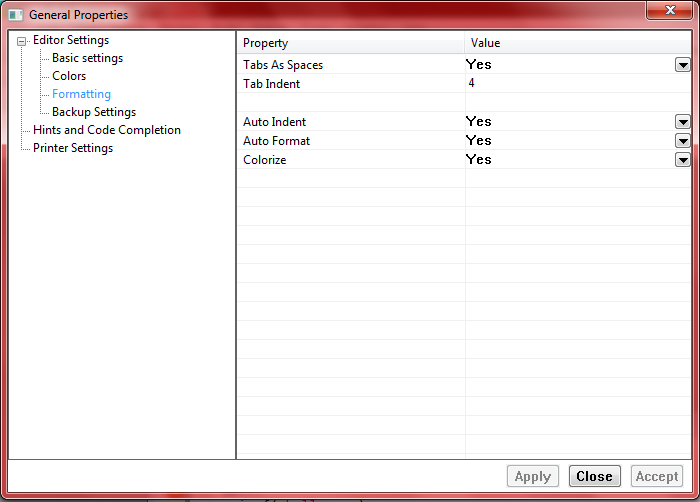 General Properties
Editor Settings
Basic settings
Colors
Formatting
Backup Settings
Hints and Code Completion
Printer Settings
Property Value
Tabs As Spaces Yes
Tab Indent 4
Auto Indent Yes
Auto Format Yes
Colorize Yes
Apply Close Accept